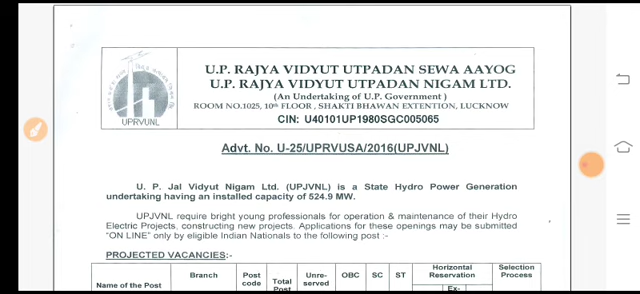 U.P. RAJYA VIDYUT UTPADAN SEWA AAYOG
U.P. RAJYA VIDYUT UTPADAN NIGAM LTD.
(An Undertaking of U.P. Government )
ROOM NO.1025, 10th FLOOR , SHAKTI BHAWAN EXTENTION, LUCKNOW
CIN: U40101UP1980SGC005065
UPRVUNL
Advt. No. U-25/UPRVUSA/2016(UPJVNL)
U. P. Jal Vidyut Nigam Ltd. (UPJVNL) is a State Hydro Power Generation
undertaking having an installed capacity of 524.9 MW.
UPJVNL require bright young professionals for operation & maintenance of their Hydro
Electric Projects, constructing new projects. Applications for these openings may be submitted
"ON LINE" only by eligible Indian Nationals to the following post :-
PROJECTED VACANCIES:-
Name of the Post
Branch
Post code
Total Post
Unre-served
OBC
SC
ST
Horizontal Reservation
Ex-
Selection Process